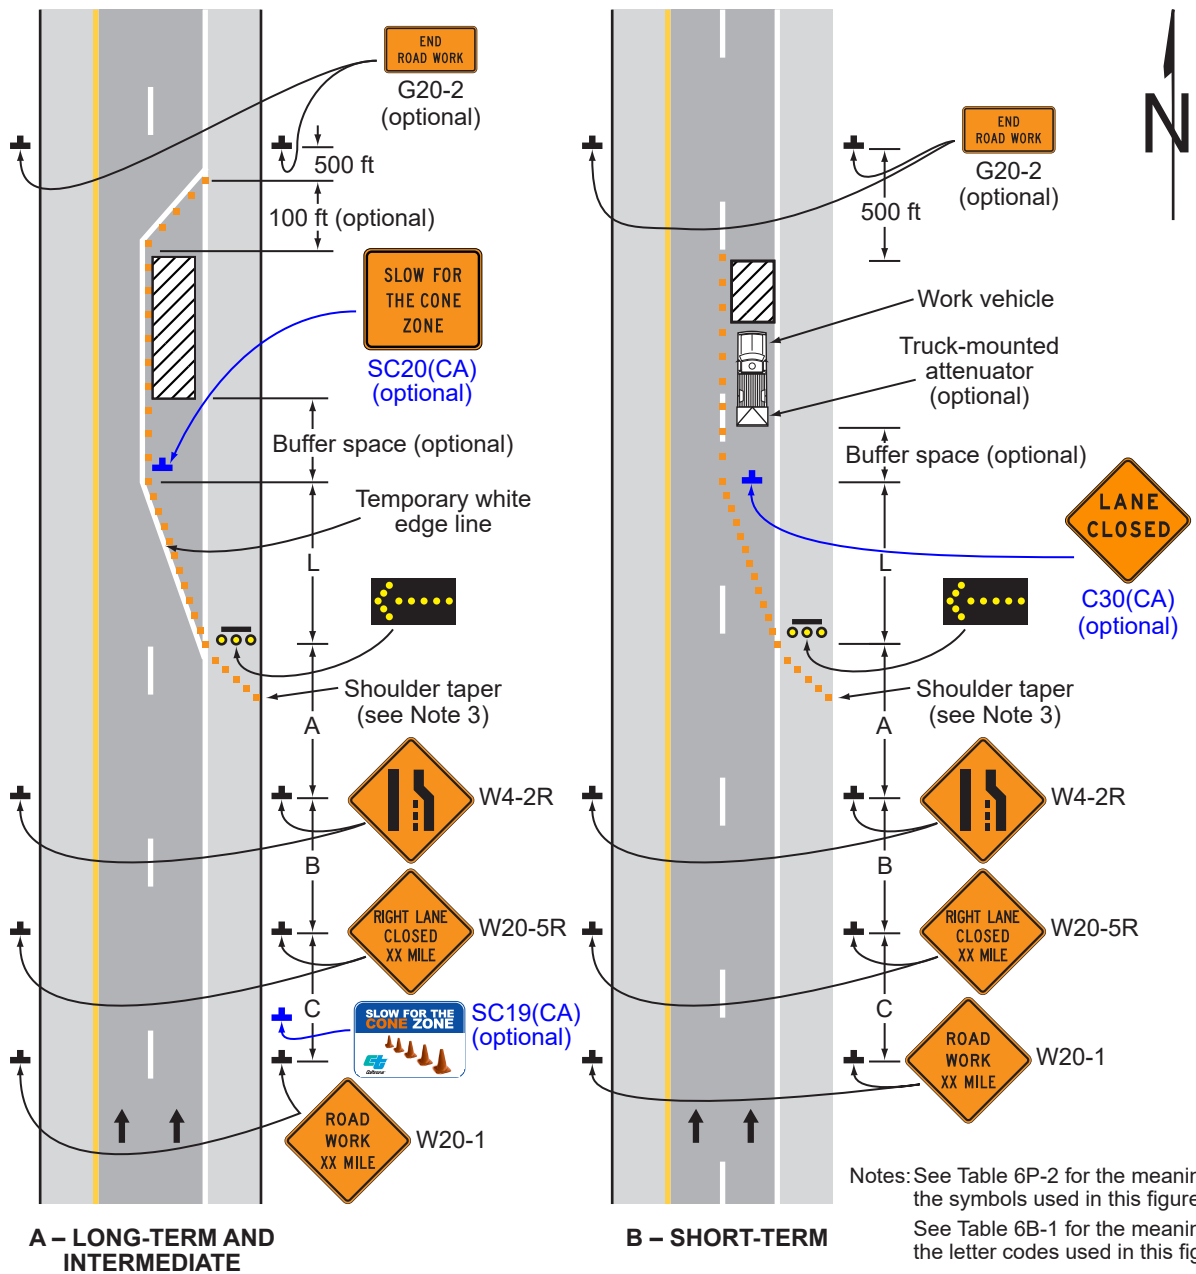 END
ROAD WORK
G20-2
(optional)
500 ft
100 ft (optional)
SLOW FOR
THE CONE
ZONE
SC20(CA)
(optional)
Buffer space (optional)
Temporary white
edge line
L
Shoulder taper
(see Note 3)
A
W4-2R
B
RIGHT LANE
CLOSED
XX MILE
W20-5R
C
SLOW FOR THE
CONE ZONE
Caltrans
SC19(CA)
(optional)
ROAD
WORK
XX MILE
W20-1
A – LONG-TERM AND
INTERMEDIATE
N
END
ROAD WORK
G20-2
(optional)
500 ft
Work vehicle
Truck-mounted
attenuator
(optional)
Buffer space (optional)
LANE
CLOSED
C30(CA)
(optional)
L
Shoulder taper
(see Note 3)
A
W4-2R
B
RIGHT LANE
CLOSED
XX MILE
W20-5R
C
ROAD
WORK
XX MILE
W20-1
B – SHORT-TERM
Notes: See Table 6P-2 for the meanin
the symbols used in this figure
See Table 6B-1 for the meanin
the letter codes used in this fig